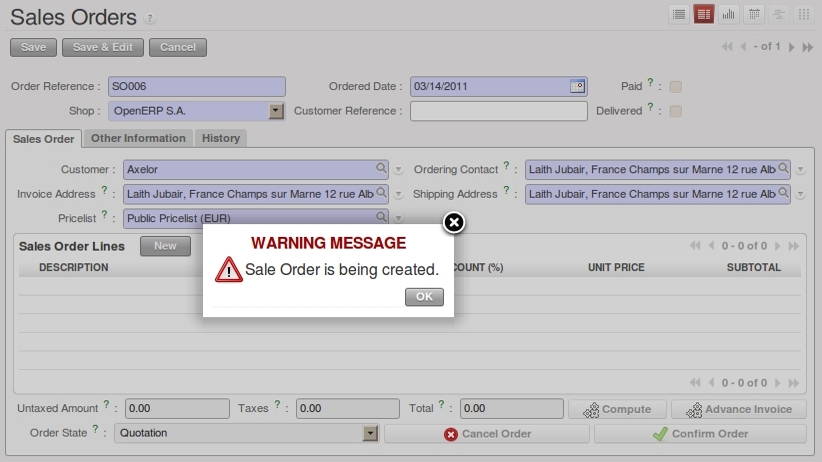 Sales Orders ?
Save Save & Edit Cancel - of 1
Order Reference : SO006 Ordered Date : 03/14/2011 Paid ? :
Shop : OpenERP S.A. Customer Reference : Delivered ? :
Sales Order Other Information History
Customer : Axelor Ordering Contact ? : Laith Jubair, France Champs sur Marne 12 rue Alb
Invoice Address ? : Laith Jubair, France Champs sur Marne 12 rue Alb Shipping Address ? : Laith Jubair, France Champs sur Marne 12 rue Alb
Pricelist ? : Public Pricelist (EUR)
Sales Order Lines New 0 - 0 of 0
DESCRIPTION COUNT (%) UNIT PRICE SUBTOTAL
WARNING MESSAGE
Sale Order is being created.
OK
0 - 0 of 0
Untaxed Amount ? : 0.00 Taxes ? : 0.00 Total ? : 0.00 Compute Advance Invoice
Order State ? : Quotation Cancel Order Confirm Order